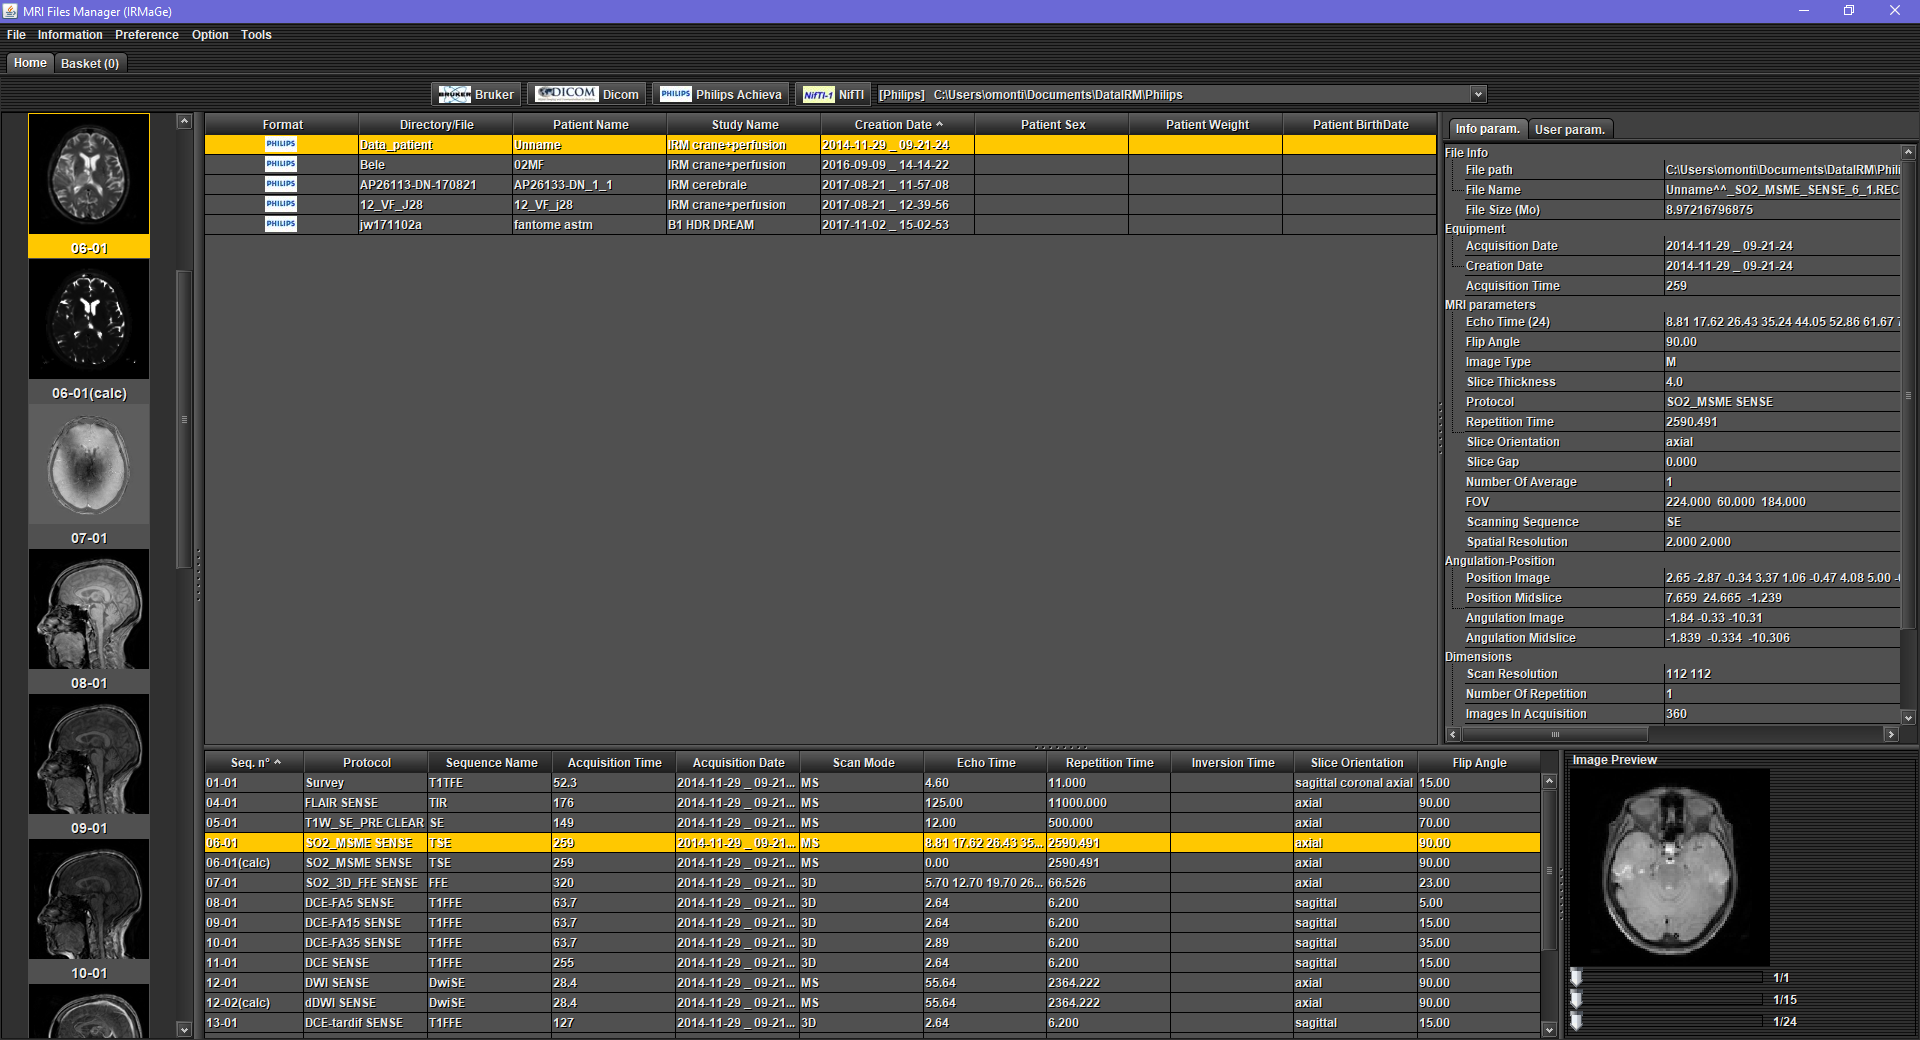 MRI Files Manager (IRMaGe)
File Information Preference Option Tools
Home Basket (0)
BRUKER Bruker DICOM Dicom PHILIPS Philips Achieva NIfTI-1 NIfTI [Philips] C:\Users\omonti\Documents\DataIRM\Philips
06-01
06-01(calc)
07-01
08-01
09-01
10-01
Format Directory/File Patient Name Study Name Creation Date Patient Sex Patient Weight Patient BirthDate
PHILIPS Data_patient Unname IRM crane+perfusion 2014-11-29 _ 09-21-24
PHILIPS Bele 02MF IRM crane+perfusion 2016-09-09 _ 14-14-22
PHILIPS AP26113-DN-170821 AP26133-DN_1_1 IRM cerebrale 2017-08-21 _ 11-57-08
PHILIPS 12_VF_J28 12_VF_j28 IRM crane+perfusion 2017-08-21 _ 12-39-56
PHILIPS jw171102a fantome astm B1 HDR DREAM 2017-11-02 _ 15-02-53
Info param. User param.
File Info
File path C:\Users\omonti\Documents\DataIRM\Phili
File Name Unname^^_SO2_MSME_SENSE_6_1.REC
File Size (Mo) 8.97216796875
Equipment
Acquisition Date 2014-11-29 _ 09-21-24
Creation Date 2014-11-29 _ 09-21-24
Acquisition Time 259
MRI parameters
Echo Time (24) 8.81 17.62 26.43 35.24 44.05 52.86 61.67 7
Flip Angle 90.00
Image Type M
Slice Thickness 4.0
Protocol SO2_MSME SENSE
Repetition Time 2590.491
Slice Orientation axial
Slice Gap 0.000
Number Of Average 1
FOV 224.000 60.000 184.000
Scanning Sequence SE
Spatial Resolution 2.000 2.000
Angulation-Position
Position Image 2.65 -2.87 -0.34 3.37 1.06 -0.47 4.08 5.00 -
Position Midslice 7.659 24.665 -1.239
Angulation Image -1.84 -0.33 -10.31
Angulation Midslice -1.839 -0.334 -10.306
Dimensions
Scan Resolution 112 112
Number Of Repetition 1
Images In Acquisition 360
Seq. n° Protocol Sequence Name Acquisition Time Acquisition Date Scan Mode Echo Time Repetition Time Inversion Time Slice Orientation Flip Angle
01-01 Survey T1TFE 52.3 2014-11-29 _ 09-21... MS 4.60 11.000 sagittal coronal axial 15.00
04-01 FLAIR SENSE TIR 176 2014-11-29 _ 09-21... MS 125.00 11000.000 axial 90.00
05-01 T1W_SE_PRE CLEAR SE 149 2014-11-29 _ 09-21... MS 12.00 500.000 axial 70.00
06-01 SO2_MSME SENSE TSE 259 2014-11-29 _ 09-21... MS 8.81 17.62 26.43 35... 2590.491 axial 90.00
06-01(calc) SO2_MSME SENSE TSE 259 2014-11-29 _ 09-21... MS 0.00 2590.491 axial 90.00
07-01 SO2_3D_FFE SENSE FFE 320 2014-11-29 _ 09-21... 3D 5.70 12.70 19.70 26... 66.526 axial 23.00
08-01 DCE-FA5 SENSE T1FFE 63.7 2014-11-29 _ 09-21... 3D 2.64 6.200 sagittal 5.00
09-01 DCE-FA15 SENSE T1FFE 63.7 2014-11-29 _ 09-21... 3D 2.64 6.200 sagittal 15.00
10-01 DCE-FA35 SENSE T1FFE 63.7 2014-11-29 _ 09-21... 3D 2.89 6.200 sagittal 35.00
11-01 DCE SENSE T1FFE 255 2014-11-29 _ 09-21... 3D 2.64 6.200 sagittal 15.00
12-01 DWI SENSE DwiSE 28.4 2014-11-29 _ 09-21... MS 55.64 2364.222 axial 90.00
12-02(calc) dDWI SENSE DwiSE 28.4 2014-11-29 _ 09-21... MS 55.64 2364.222 axial 90.00
13-01 DCE-tardif SENSE T1FFE 127 2014-11-29 _ 09-21... 3D 2.64 6.200 sagittal 15.00
Image Preview
1/1
1/15
1/24